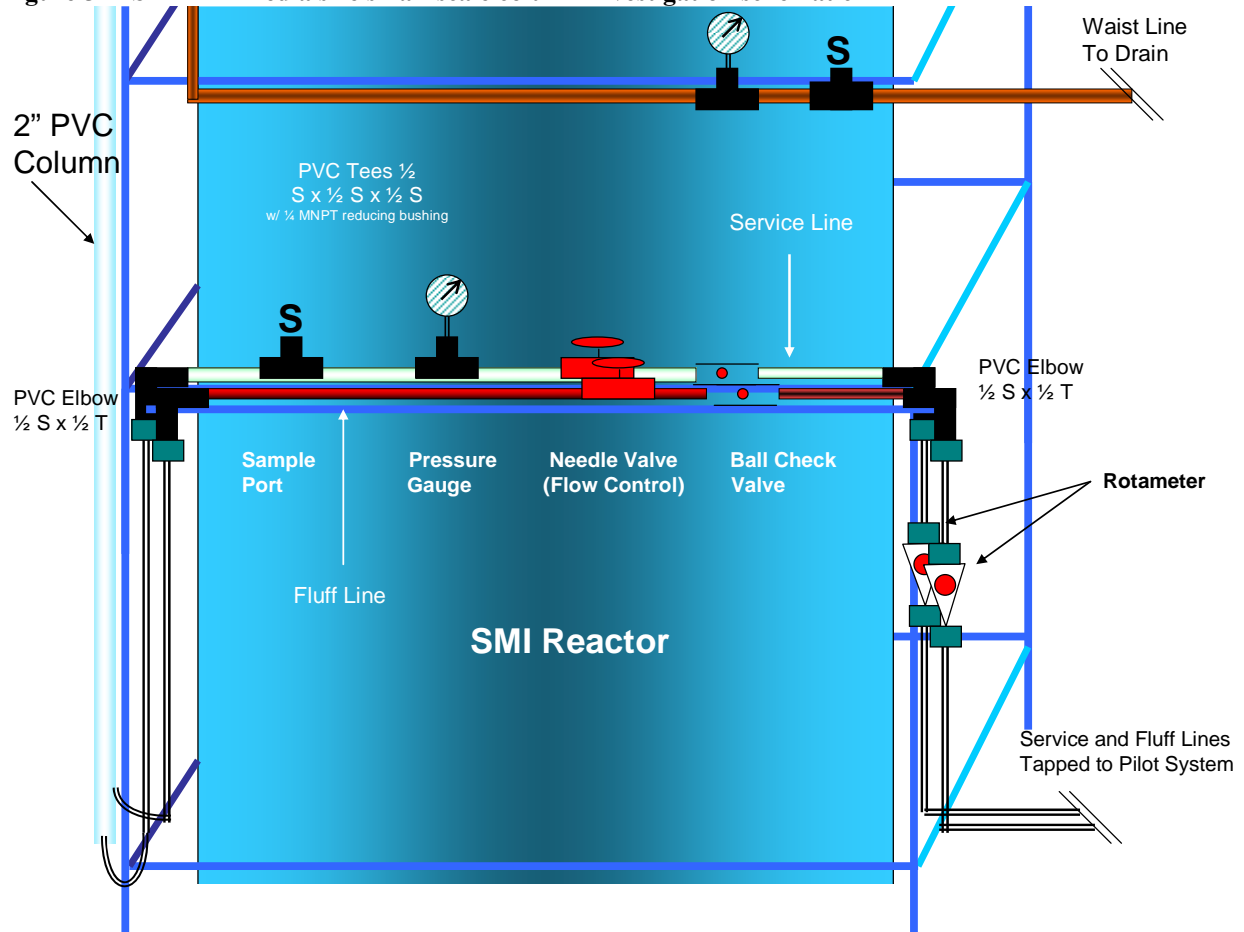 Waist Line
To Drain
S
2” PVC
Column
PVC Tees ½
S x ½ S x ½ S
w/ ¼ MNPT reducing bushing
Service Line
S
PVC Elbow
½ S x ½ T
PVC Elbow
½ S x ½ T
Sample
Port
Pressure
Gauge
Needle Valve
(Flow Control)
Ball Check
Valve
Rotameter
Fluff Line
SMI Reactor
Service and Fluff Lines
Tapped to Pilot System